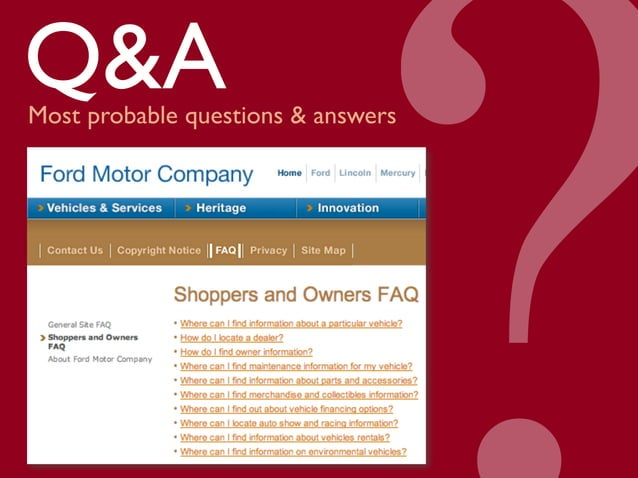 Q&A
Most probable questions & answers
Ford Motor Company
Home Ford Lincoln Mercury
Vehicles & Services Heritage Innovation
Contact Us Copyright Notice FAQ Privacy Site Map
Shoppers and Owners FAQ
General Site FAQ
Shoppers and Owners
FAQ
About Ford Motor Company
• Where can I find information about a particular vehicle?
• How do I locate a dealer?
• How do I find owner information?
• Where can I find maintenance information for my vehicle?
• Where can I find information about parts and accessories?
• Where can I find merchandise and collectibles information?
• Where can I find out about vehicle financing options?
• Where can I locate auto show and racing information?
• Where can I find information about vehicles rentals?
• Where can I find information on environmental vehicles?
?